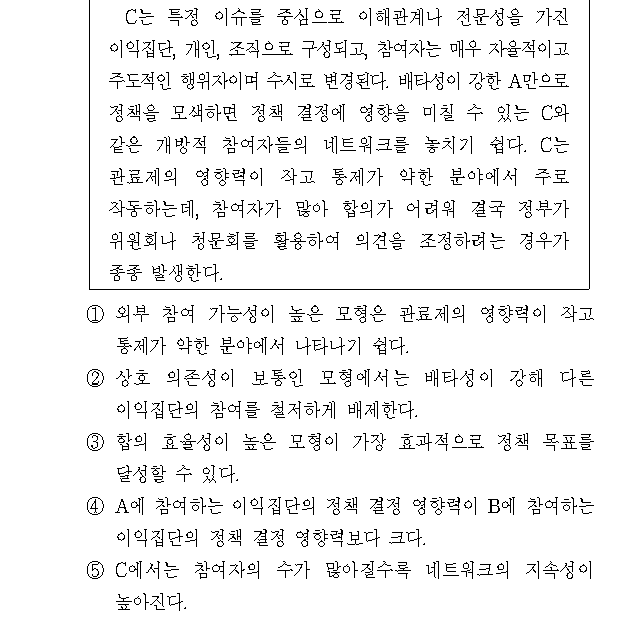 C는 특정 이슈를 중심으로 이해관계나 전문성을 가진
이익집단, 개인, 조직으로 구성되고, 참여자는 매우 자율적이고
주도적인 행위자이며 수시로 변경된다. 배타성이 강한 A만으로
정책을 모색하면 정책 결정에 영향을 미칠 수 있는 C와
같은 개방적 참여자들의 네트워크를 놓치기 쉽다. C는
관료제의 영향력이 작고 통제가 약한 분야에서 주로
작동하는데, 참여자가 많아 합의가 어려워 결국 정부가
위원회나 청문회를 활용하여 의견을 조정하려는 경우가
종종 발생한다.
① 외부 참여 가능성이 높은 모형은 관료제의 영향력이 작고
통제가 약한 분야에서 나타나기 쉽다.
② 상호 의존성이 보통인 모형에서는 배타성이 강해 다른
이익집단의 참여를 철저하게 배제한다.
③ 합의 효율성이 높은 모형이 가장 효과적으로 정책 목표를
달성할 수 있다.
④ A에 참여하는 이익집단의 정책 결정 영향력이 B에 참여하는
이익집단의 정책 결정 영향력보다 크다.
⑤ C에서는 참여자의 수가 많아질수록 네트워크의 지속성이
높아진다.